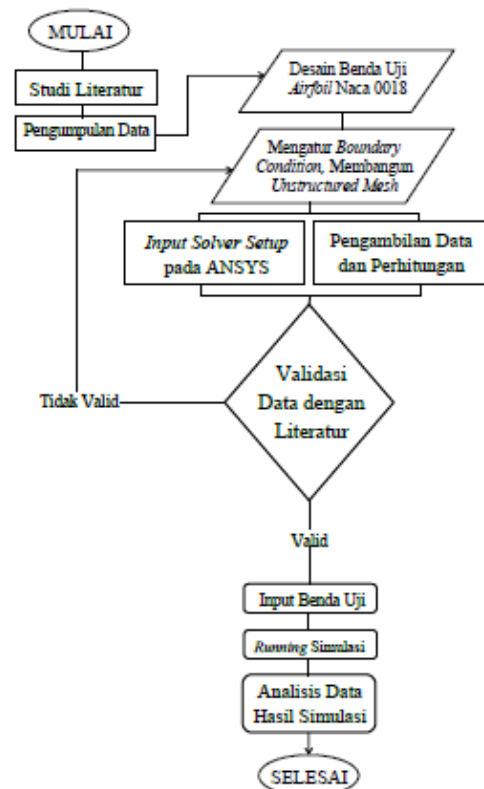 MULAI
Studi Literatur
Pengumpulan Data
Desain Benda Uji
Airfoil Naca 0018
Mengatur Boundary
Condition, Membangun
Unstructured Mesh
Input Solver Setup
pada ANSYS
Pengambilan Data
dan Perhitungan
Validasi
Data dengan
Literatur
Tidak Valid
Valid
Input Benda Uji
Running Simulasi
Analisis Data
Hasil Simulasi
SELESAI